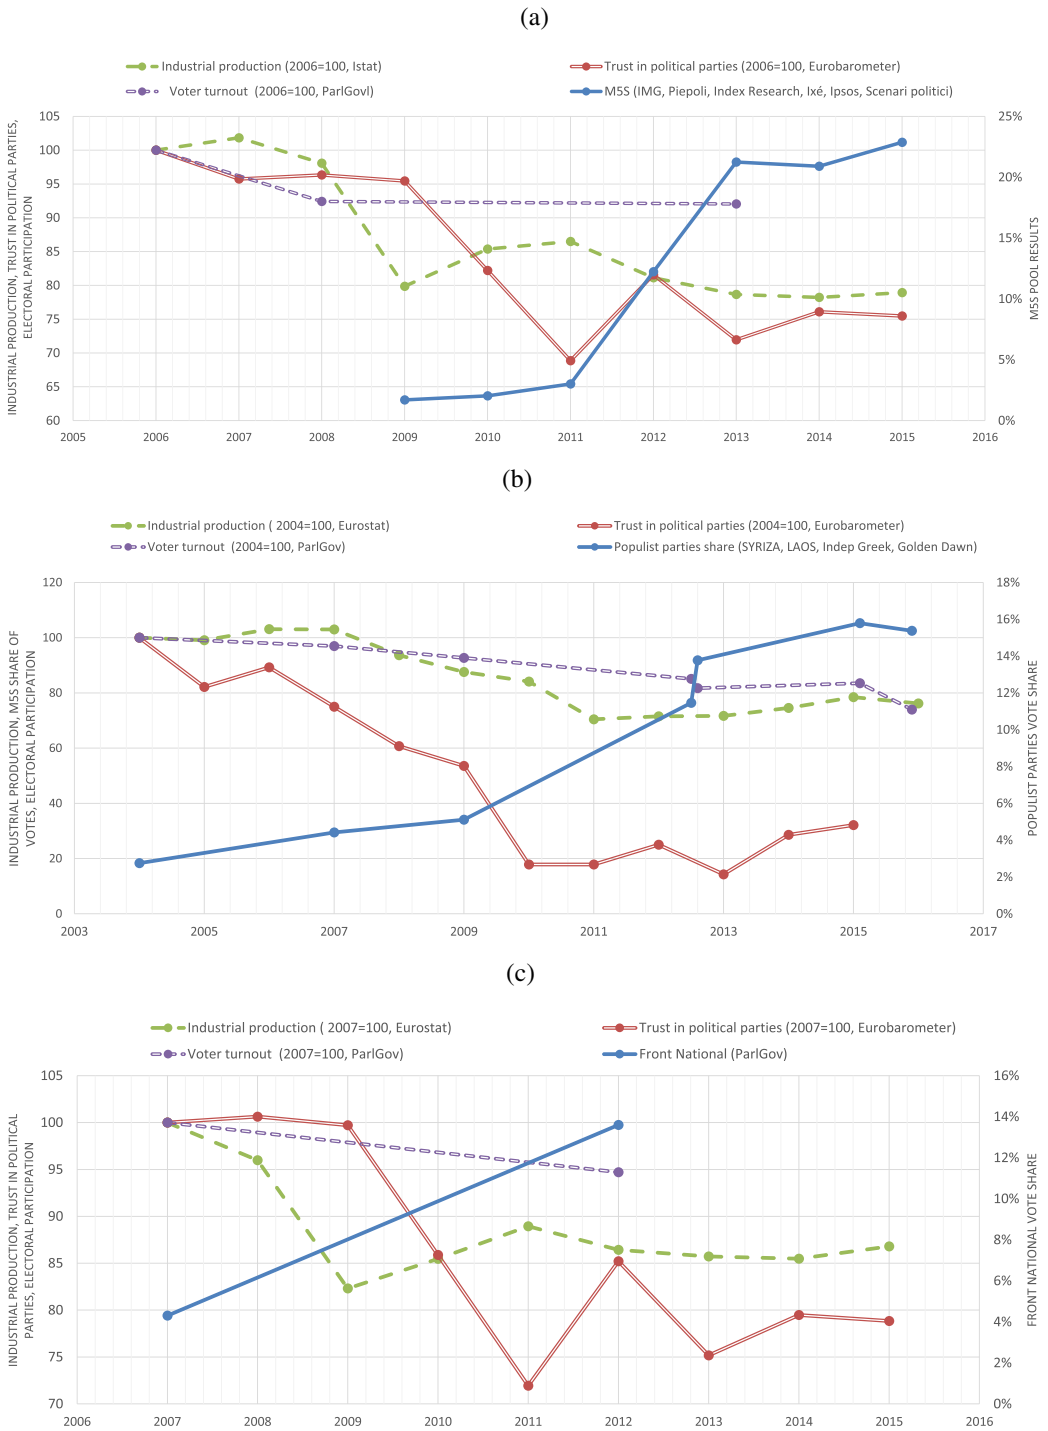 (a)
Industrial production (2006=100, Istat)
Trust in political parties (2006=100, Eurobarometer)
Voter turnout (2006=100, ParlGovl)
M5S (IMG, Piepoli, Index Research, Ixé, Ipsos, Scenari politici)
INDUSTRIAL PRODUCTION, TRUST IN POLITICAL PARTIES,
ELECTORAL PARTICIPATION
105
100
95
90
85
80
75
70
65
60
25%
20%
15%
10%
5%
0%
M5S POOL RESULTS
2005 2006 2007 2008 2009 2010 2011 2012 2013 2014 2015 2016
(b)
Industrial production ( 2004=100, Eurostat)
Trust in political parties (2004=100, Eurobarometer)
Voter turnout (2004=100, ParlGov)
Populist parties share (SYRIZA, LAOS, Indep Greek, Golden Dawn)
INDUSTRIAL PRODUCTION, M5S SHARE OF
VOTES, ELECTORAL PARTICIPATION
120
100
80
60
40
20
0
18%
16%
14%
12%
10%
8%
6%
4%
2%
0%
POPULIST PARTIES VOTE SHARE
2003 2005 2007 2009 2011 2013 2015 2017
(c)
Industrial production ( 2007=100, Eurostat)
Trust in political parties (2007=100, Eurobarometer)
Voter turnout (2007=100, ParlGov)
Front National (ParlGov)
INDUSTRIAL PRODUCTION, TRUST IN POLITICAL
PARTIES, ELECTORAL PARTICIPATION
105
100
95
90
85
80
75
70
16%
14%
12%
10%
8%
6%
4%
2%
0%
FRONT NATIONAL VOTE SHARE
2006 2007 2008 2009 2010 2011 2012 2013 2014 2015 2016